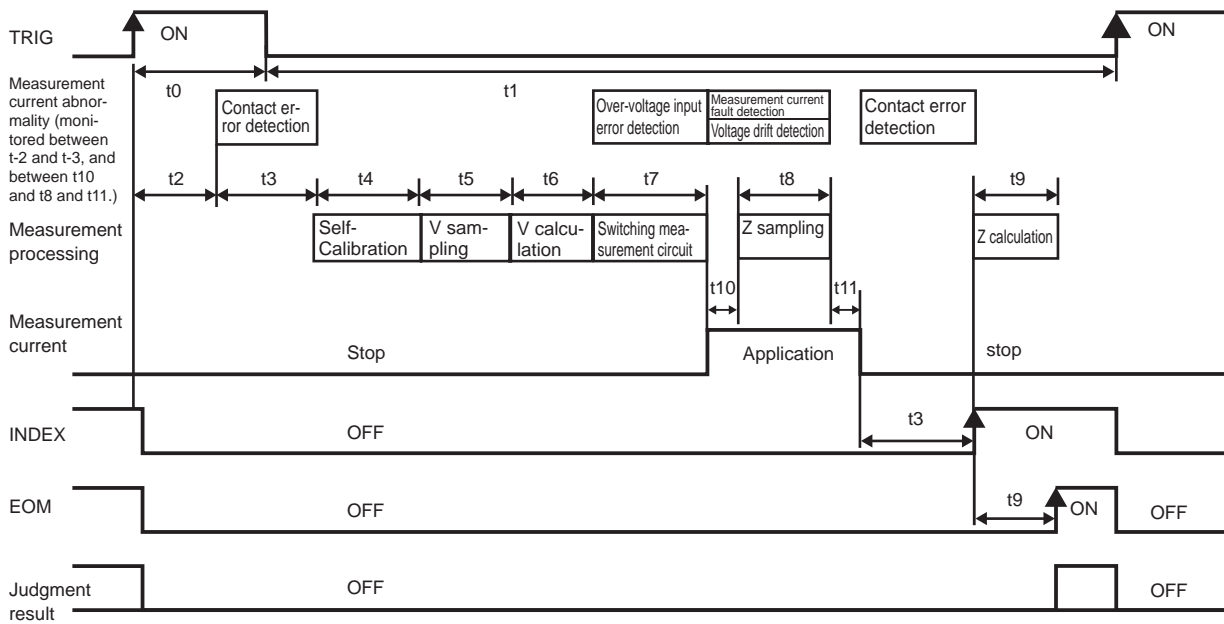 TRIG
ON
ON
t0
t1
Measurement
current abnor-
mality (moni-
tored between
t-2 and t-3, and
between t10
and t8 and t11.)
Contact er-
ror detection
Over-voltage input
error detection
Measurement current
fault detection
Voltage drift detection
Contact error
detection
t2
t3
t4
t5
t6
t7
t8
t9
Measurement
processing
Self-
Calibration
V sam-
pling
V calcu-
lation
Switching mea-
surement circuit
Z sampling
Z calculation
t10
t11
Measurement
current
Stop
Application
stop
INDEX
OFF
t3
ON
EOM
OFF
t9
ON
OFF
Judgment
result
OFF
OFF